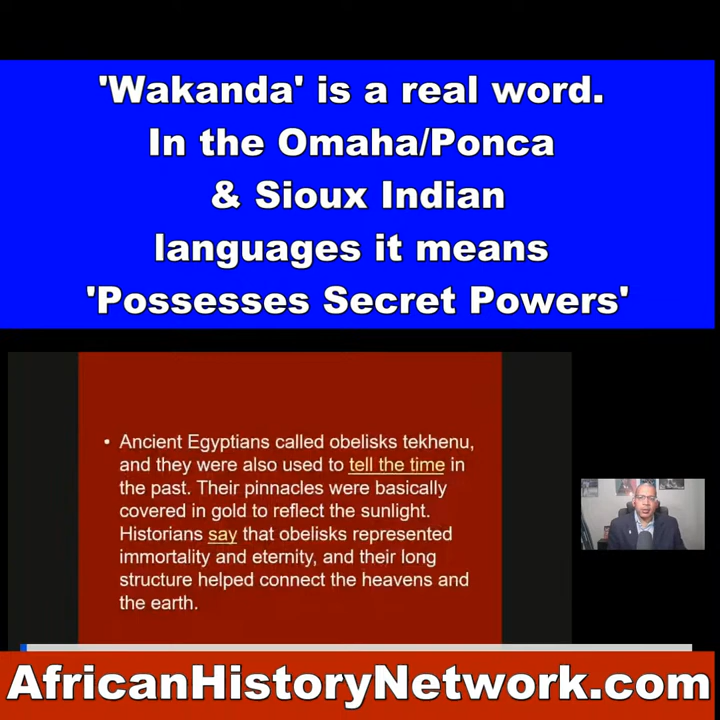 'Wakanda' is a real word.
In the Omaha/Ponca
& Sioux Indian
languages it means
'Possesses Secret Powers'
• Ancient Egyptians called obelisks tekhenu,
and they were also used to tell the time in
the past. Their pinnacles were basically
covered in gold to reflect the sunlight.
Historians say that obelisks represented
immortality and eternity, and their long
structure helped connect the heavens and
the earth.
AfricanHistoryNetwork.com